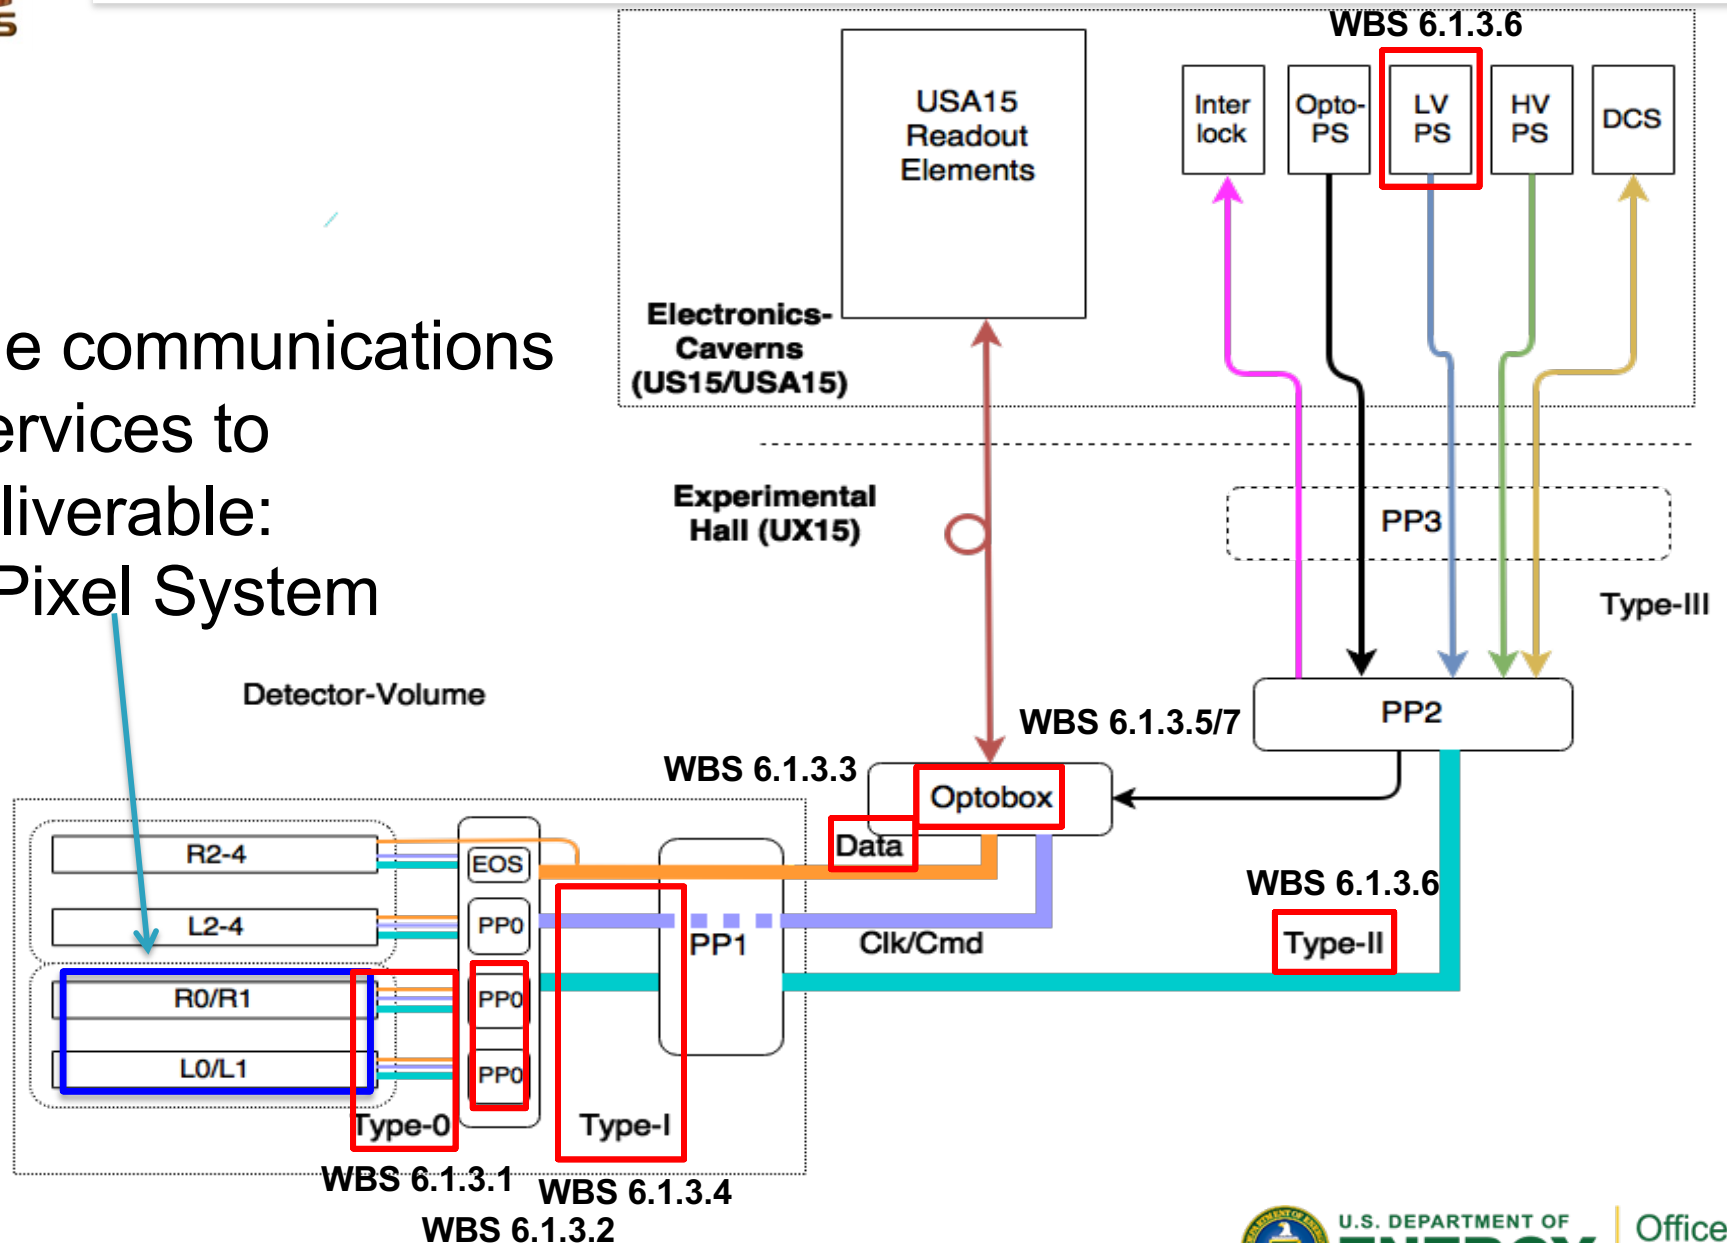 WBS 6.1.3.6
USA15
Readout
Elements
Inter
lock
Opto-
PS
LV
PS
HV
PS
DCS
Electronics-
Caverns
(US15/USA15)
communications
to
Pixel System
Experimental
Hall (UX15)
PP3
Type-III
Detector-Volume
PP2
WBS 6.1.3.5/7
WBS 6.1.3.3
Optobox
Data
R2-4
EOS
WBS 6.1.3.6
L2-4
PP0
PP1
Clk/Cmd
Type-II
R0/R1
PP0
L0/L1
PP0
Type-0
Type-I
WBS 6.1.3.1
WBS 6.1.3.4
WBS 6.1.3.2
U.S. DEPARTMENT OF
Office